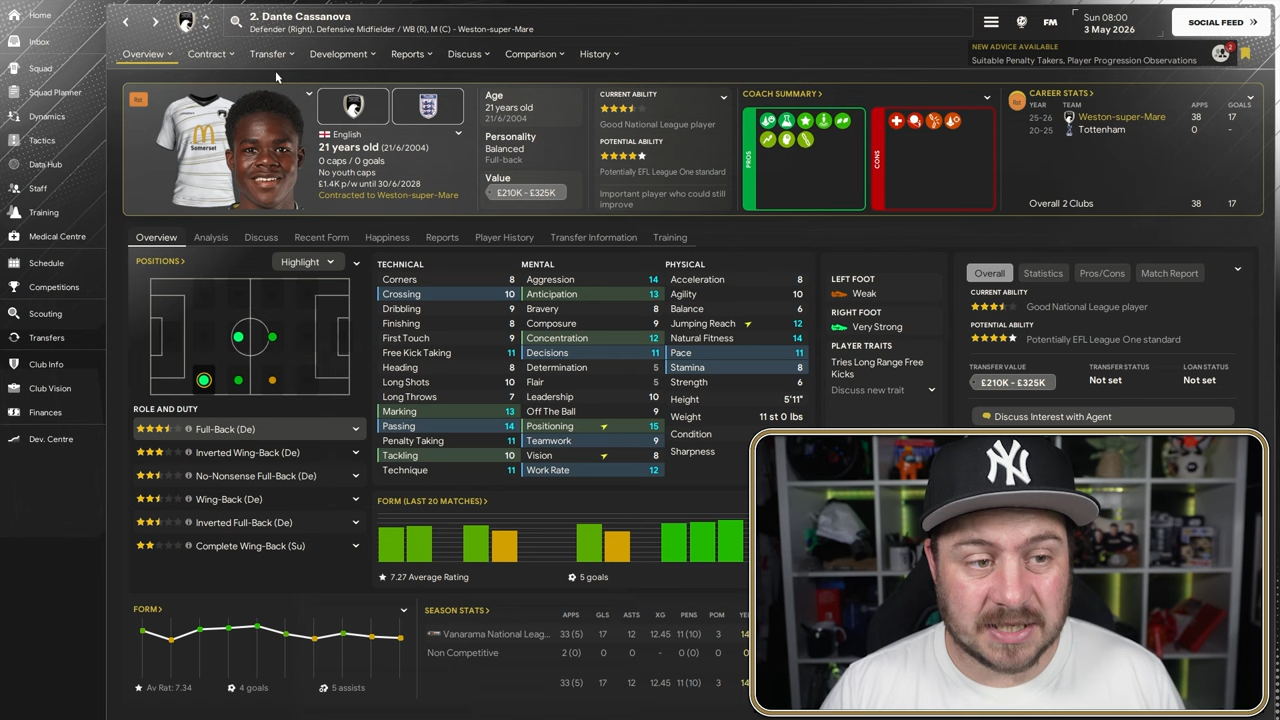 Home
Inbox
Squad
Squad Planner
Dynamics
Tactics
Data Hub
Staff
Training
Medical Centre
Schedule
Competitions
Scouting
Transfers
Club Info
Club Vision
Finances
Dev. Centre
2. Dante Cassanova
Defender (Right), Defensive Midfielder / WB(R), M (C) - Weston-super-Mare
FM
Sun 08:00
3 May 2026
SOCIAL FEED
Overview
Contract
Transfer
Development
Reports
Discuss
Comparison
History
NEW ADVICE AVAILABLE
Suitable Penalty Takers, Player Progression Observations
2
Rst
Somerset
English
21 years old (21/6/2004)
0 caps / 0 goals
No youth caps
£1.4K p/w until 30/6/2028
Contracted to Weston-super-Mare
Age
21 years old
21/6/2004
Personality
Balanced
Full-back
Value
£210K - £325K
CURRENT ABILITY
Good National League player
POTENTIAL ABILITY
Potentially EFL League One standard
Important player who could still
improve
COACH SUMMARY
PROS
CONS
Rst
CAREER STATS
YEAR TEAM APPS GOALS
25-26 Weston-super-Mare 38 17
20-25 Tottenham 0 -
Overall 2 Clubs 38 17
Overview
Analysis
Discuss
Recent Form
Happiness
Reports
Player History
Transfer Information
Training
POSITIONS
Highlight
ROLE AND DUTY
Full-Back (De)
Inverted Wing-Back (De)
No-Nonsense Full-Back (De)
Wing-Back (De)
Inverted Full-Back (De)
Complete Wing-Back (Su)
TECHNICAL
Corners 8
Crossing 10
Dribbling 9
Finishing 8
First Touch 9
Free Kick Taking 11
Heading 8
Long Shots 10
Long Throws 7
Marking 13
Passing 14
Penalty Taking 11
Tackling 10
Technique 11
MENTAL
Aggression 14
Anticipation 13
Bravery 8
Composure 9
Concentration 12
Decisions 11
Determination 5
Flair 5
Leadership 10
Off The Ball 9
Positioning 15
Teamwork 9
Vision 8
Work Rate 12
PHYSICAL
Acceleration 8
Agility 10
Balance 6
Jumping Reach 12
Natural Fitness 14
Pace 11
Stamina 8
Strength 6
Height 5'11"
Weight 11 st 0 lbs
Condition
Sharpness
LEFT FOOT
Weak
RIGHT FOOT
Very Strong
PLAYER TRAITS
Tries Long Range Free
Kicks
Discuss new trait
Overall
Statistics
Pros/Cons
Match Report
CURRENT ABILITY
Good National League player
POTENTIAL ABILITY
Potentially EFL League One standard
TRANSFER VALUE
£210K - £325K
TRANSFER STATUS
Not set
LOAN STATUS
Not set
Discuss Interest with Agent
FORM (LAST 20 MATCHES)
7.27 Average Rating
5 goals
FORM
Av Rat: 7.34
4 goals
5 assists
SEASON STATS
APPS GLS ASTS XG PENS POM
Vanarama National Leag... 33 (5) 17 12 12.45 11 (10) 3 14
Non Competitive 2 (0) 0 0 - 0 (0) 0 0
33 (5) 17 12 12.45 11 (10) 3 14